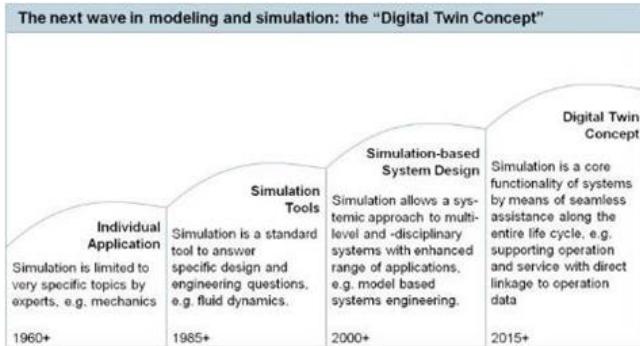 The next wave in modeling and simulation: the “Digital Twin Concept”
Individual
Application
Simulation is limited to
very specific topics by
experts, e.g. mechanics
1960+
Simulation
Tools
Simulation is a standard
tool to answer
specific design and
engineering questions,
e.g. fluid dynamics.
1985+
Simulation-based
System Design
Simulation allows a sys-
temic approach to multi-
level and -disciplinary
systems with enhanced
range of applications,
e.g. model based
systems engineering.
2000+
Digital Twin
Concept
Simulation is a core
functionality of systems
by means of seamless
assistance along the
entire life cycle, e.g.
supporting operation
and service with direct
linkage to operation
data
2015+